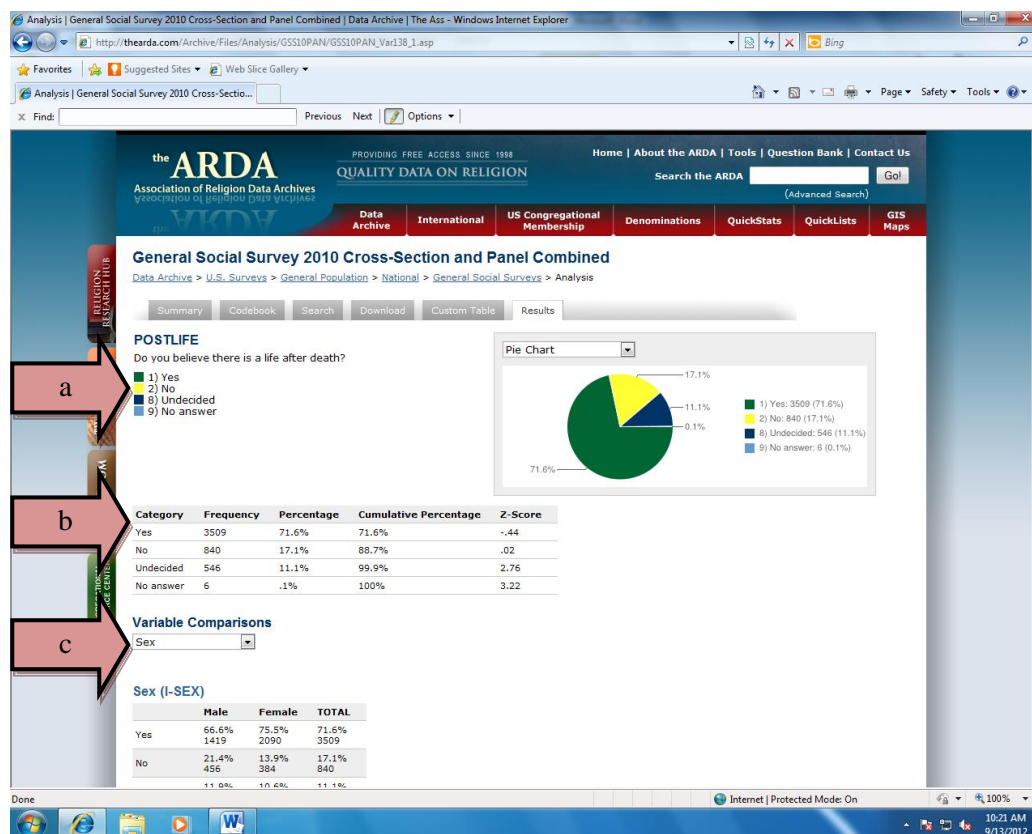 Analysis | General Social Survey 2010 Cross-Section and Panel Combined | Data Archive | The Ass - Windows Internet Explorer
http://thearda.com/Archive/Files/Analysis/GSS10PAN/GSS10PAN_Var138_1.asp
Bing
Favorites Suggested Sites Web Slice Gallery
Analysis | General Social Survey 2010 Cross-Sectio...
Page Safety Tools
x Find: Previous Next Options
the ARDA
Association of Religion Data Archives
PROVIDING FREE ACCESS SINCE 1998
QUALITY DATA ON RELIGION
Home | About the ARDA | Tools | Question Bank | Contact Us
Search the ARDA Go!
(Advanced Search)
Data Archive International US Congregational Membership Denominations QuickStats QuickLists GIS Maps
RELIGION RESEARCH HUB
General Social Survey 2010 Cross-Section and Panel Combined
Data Archive > U.S. Surveys > General Population > National > General Social Surveys > Analysis
Summary Codebook Search Download Custom Table Results
POSTLIFE
Do you believe there is a life after death?
1) Yes
2) No
8) Undecided
9) No answer
a
Pie Chart
17.1%
11.1%
0.1%
71.6%
1) Yes: 3509 (71.6%)
2) No: 840 (17.1%)
8) Undecided: 546 (11.1%)
9) No answer: 6 (0.1%)
b
Category Frequency Percentage Cumulative Percentage Z-Score
Yes 3509 71.6% 71.6% -.44
No 840 17.1% 88.7% .02
Undecided 546 11.1% 99.9% 2.76
No answer 6 .1% 100% 3.22
Variable Comparisons
Sex
c
Sex (I-SEX)
Male Female TOTAL
Yes 66.6% 75.5% 71.6%
1419 2090 3509
No 21.4% 13.9% 17.1%
456 384 840
11.9% 10.6% 11.1%
Done
Internet | Protected Mode: On
100%
10:21 AM
9/13/2012